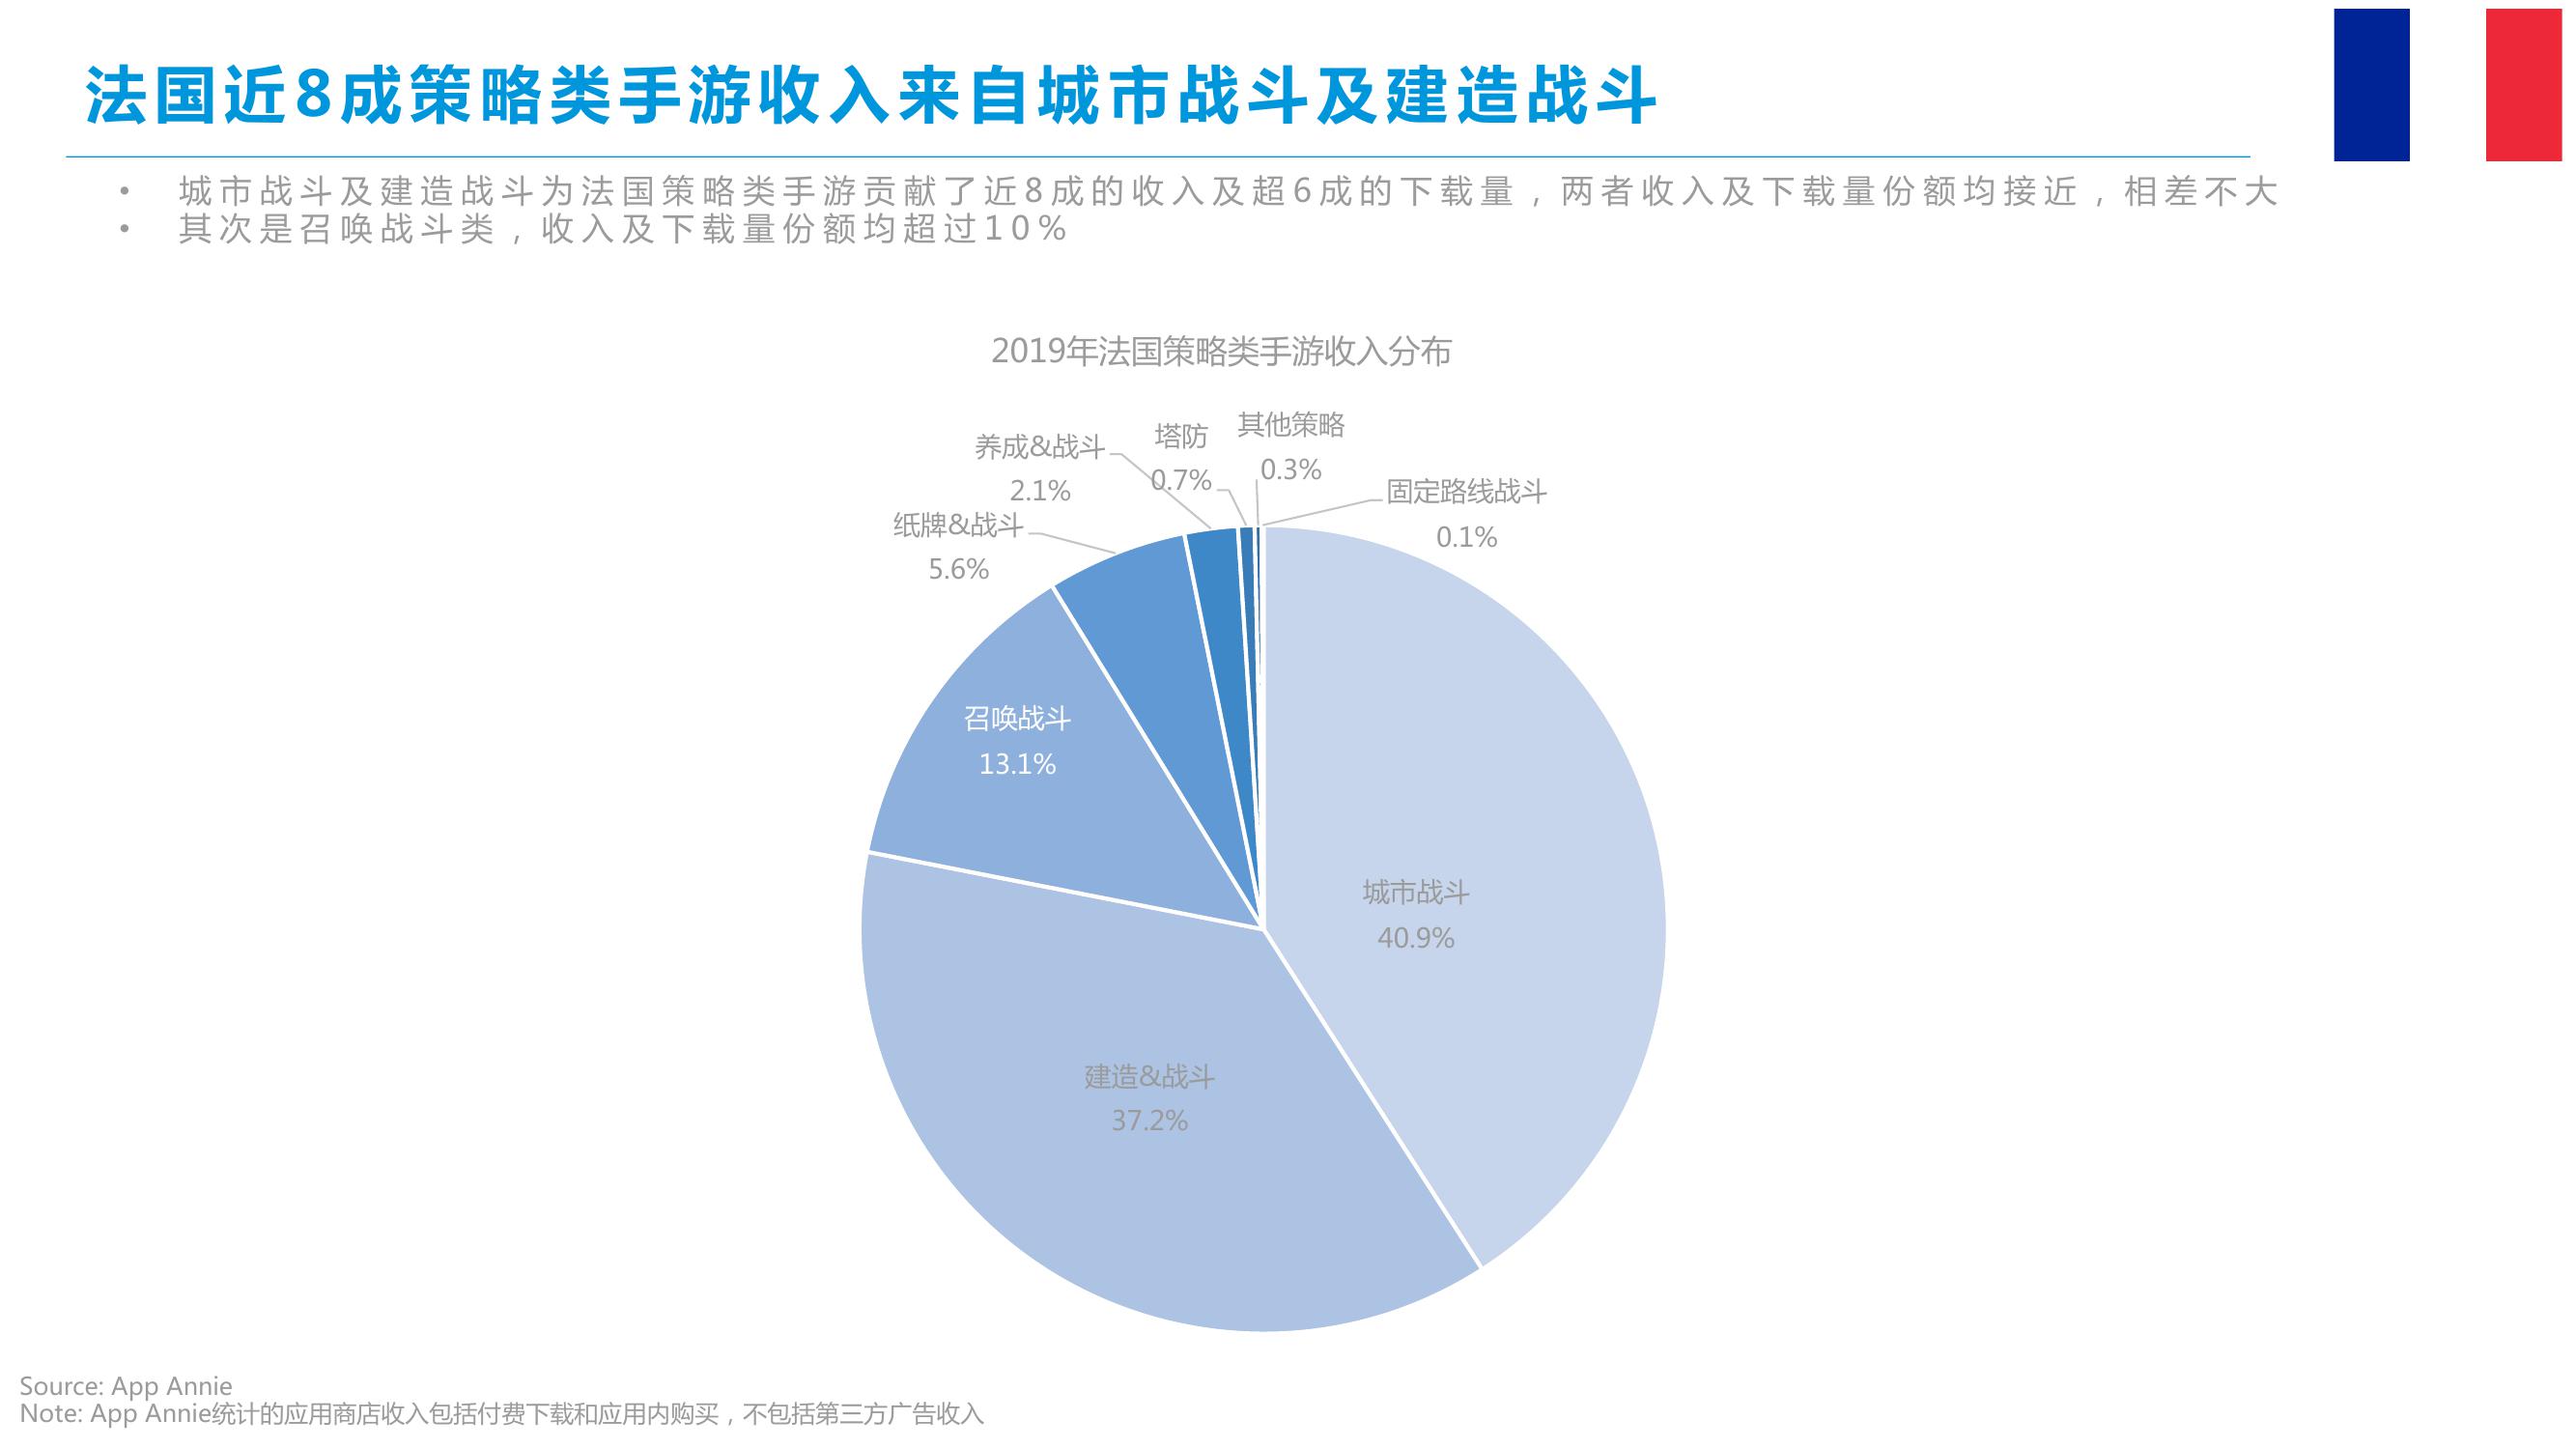 法国近8成策略类手游收入来自城市战斗及建造战斗
• 城市战斗及建造战斗为法国策略类手游贡献了近8成的收入及超6成的下载量，两者收入及下载量份额均接近，相差不大
• 其次是召唤战斗类，收入及下载量份额均超过10%
2019年法国策略类手游收入分布
其他策略
0.3%
塔防
0.7%
养成&战斗
2.1%
固定路线战斗
0.1%
纸牌&战斗
5.6%
召唤战斗
13.1%
城市战斗
40.9%
建造&战斗
37.2%
Source: App Annie
Note: App Annie统计的应用商店收入包括付费下载和应用内购买，不包括第三方广告收入